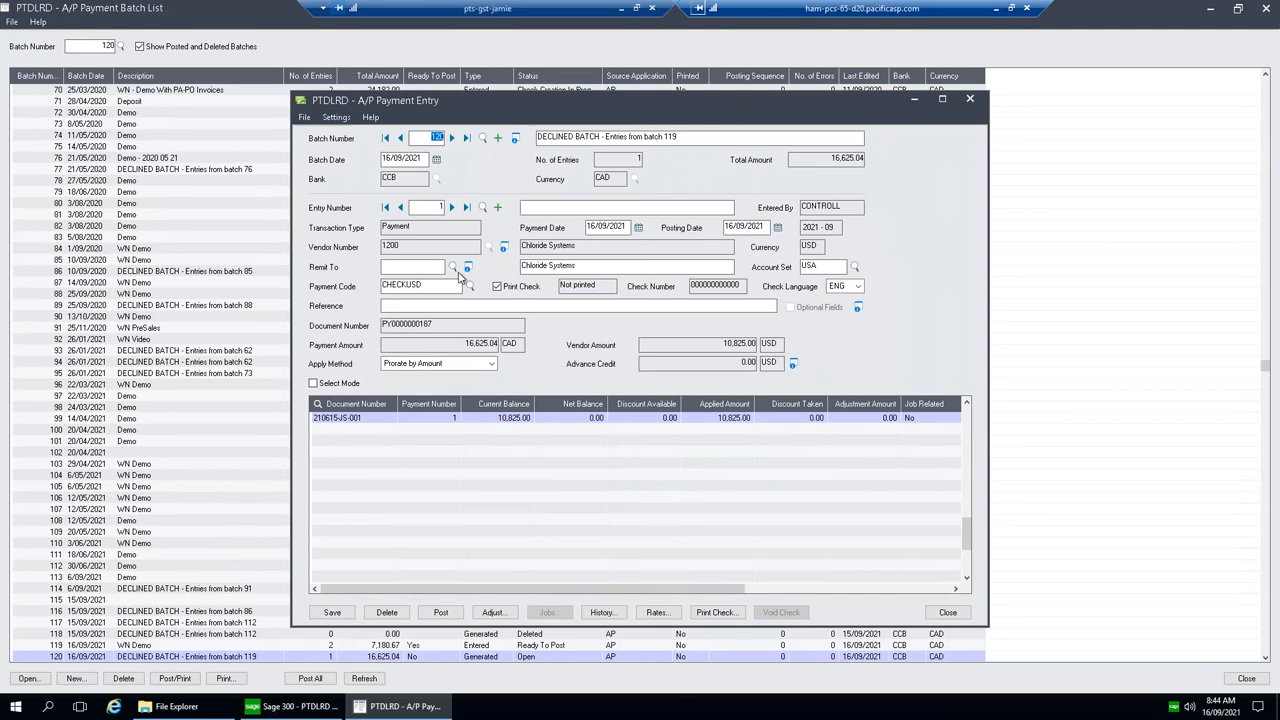 PTDLRD - A/P Payment Batch List
pts-gst-jamie
ham-pcs-65-d20.pacificasp.com
File Help
Batch Number 120 Show Posted and Deleted Batches
Batch Num... Batch Date Description No. of Entries Total Amount Ready To Post Type Status Source Application Printed Posting Sequence No. of Errors Last Edited Bank Currency
70 25/03/2020 WN - Demo With PA-PO Invoices
71 28/04/2020 Deposit
72 30/04/2020 Demo
73 8/05/2020 Demo
74 11/05/2020 Demo
75 14/05/2020 Demo
76 21/05/2020 Demo - 2020 05 21
77 21/05/2020 DECLINED BATCH - Entries from batch 76
78 27/05/2020 Demo
79 18/06/2020 Demo
80 3/08/2020 Demo
81 3/08/2020 Demo
82 3/08/2020 Demo
83 5/08/2020 Demo
84 1/09/2020 WN Demo
85 10/09/2020 WN Demo
86 10/09/2020 DECLINED BATCH - Entries from batch 85
87 14/09/2020 WN Demo
88 25/09/2020 WN Demo
89 25/09/2020 DECLINED BATCH - Entries from batch 88
90 13/10/2020 WN Demo
91 25/11/2020 WN PreSales
92 26/01/2021 WN Video
93 26/01/2021 DECLINED BATCH - Entries from batch 62
94 26/01/2021 DECLINED BATCH - Entries from batch 62
95 26/01/2021 DECLINED BATCH - Entries from batch 73
96 22/03/2021 WN Demo
97 22/03/2021 WN Demo
98 24/03/2021 WN Demo
99 14/04/2021 Demo
100 20/04/2021 Demo
101 20/04/2021 Demo
102 20/04/2021
103 29/04/2021 WN Demo
104 6/05/2021 WN Demo
105 6/05/2021 WN Demo
106 12/05/2021 WN Demo
107 12/05/2021 Demo
108 12/05/2021 Demo
109 20/05/2021 WN Demo
110 3/06/2021 WN Demo
111 18/06/2021 Demo
112 30/06/2021 Demo
113 6/09/2021 Demo
114 6/09/2021 DECLINED BATCH - Entries from batch 91
115 15/09/2021
116 15/09/2021 DECLINED BATCH - Entries from batch 86
117 15/09/2021 DECLINED BATCH - Entries from batch 112
118 15/09/2021 DECLINED BATCH - Entries from batch 112 0 0.00 Generated Deleted AP No 0 0 15/09/2021 CCB CAD
119 16/09/2021 WN Demo 2 7,180.67 Yes Entered Ready To Post AP No 0 0 16/09/2021 CCB CAD
120 16/09/2021 DECLINED BATCH - Entries from batch 119 1 16,625.04 No Generated Open AP No 0 0 16/09/2021 CCB CAD
PTDLRD - A/P Payment Entry
File Settings Help
Batch Number 120 DECLINED BATCH - Entries from batch 119
Batch Date 16/09/2021 No. of Entries 1 Total Amount 16,625.04
Bank CCB Currency CAD
Entry Number 1 Entered By CONTROLL
Transaction Type Payment Payment Date 16/09/2021 Posting Date 16/09/2021 2021 - 09
Vendor Number 1200 Chloride Systems Currency USD
Remit To Chloride Systems Account Set USA
Payment Code CHECKUSD Print Check Not printed Check Number 000000000000 Check Language ENG
Reference Optional Fields
Document Number PY0000000187
Payment Amount 16,625.04 CAD Vendor Amount 10,825.00 USD
Apply Method Prorate by Amount Advance Credit 0.00 USD
Select Mode
Document Number Payment Number Current Balance Net Balance Discount Available Applied Amount Discount Taken Adjustment Amount Job Related
210615-JS-001 1 10,825.00 0.00 0.00 10,825.00 0.00 0.00 No
Save Delete Post Adjust... Jobs... History... Rates... Print Check... Void Check Close
Open... New... Delete Post/Print Print... Post All Refresh Close
File Explorer Sage 300 - PTDLRD ... PTDLRD - A/P Pay...
8:44 AM
16/09/2021